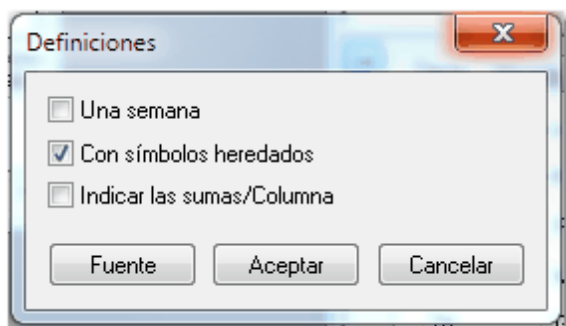 Definiciones
Una semana
Con símbolos heredados
Indicar las sumas/Columna
Fuente Aceptar Cancelar